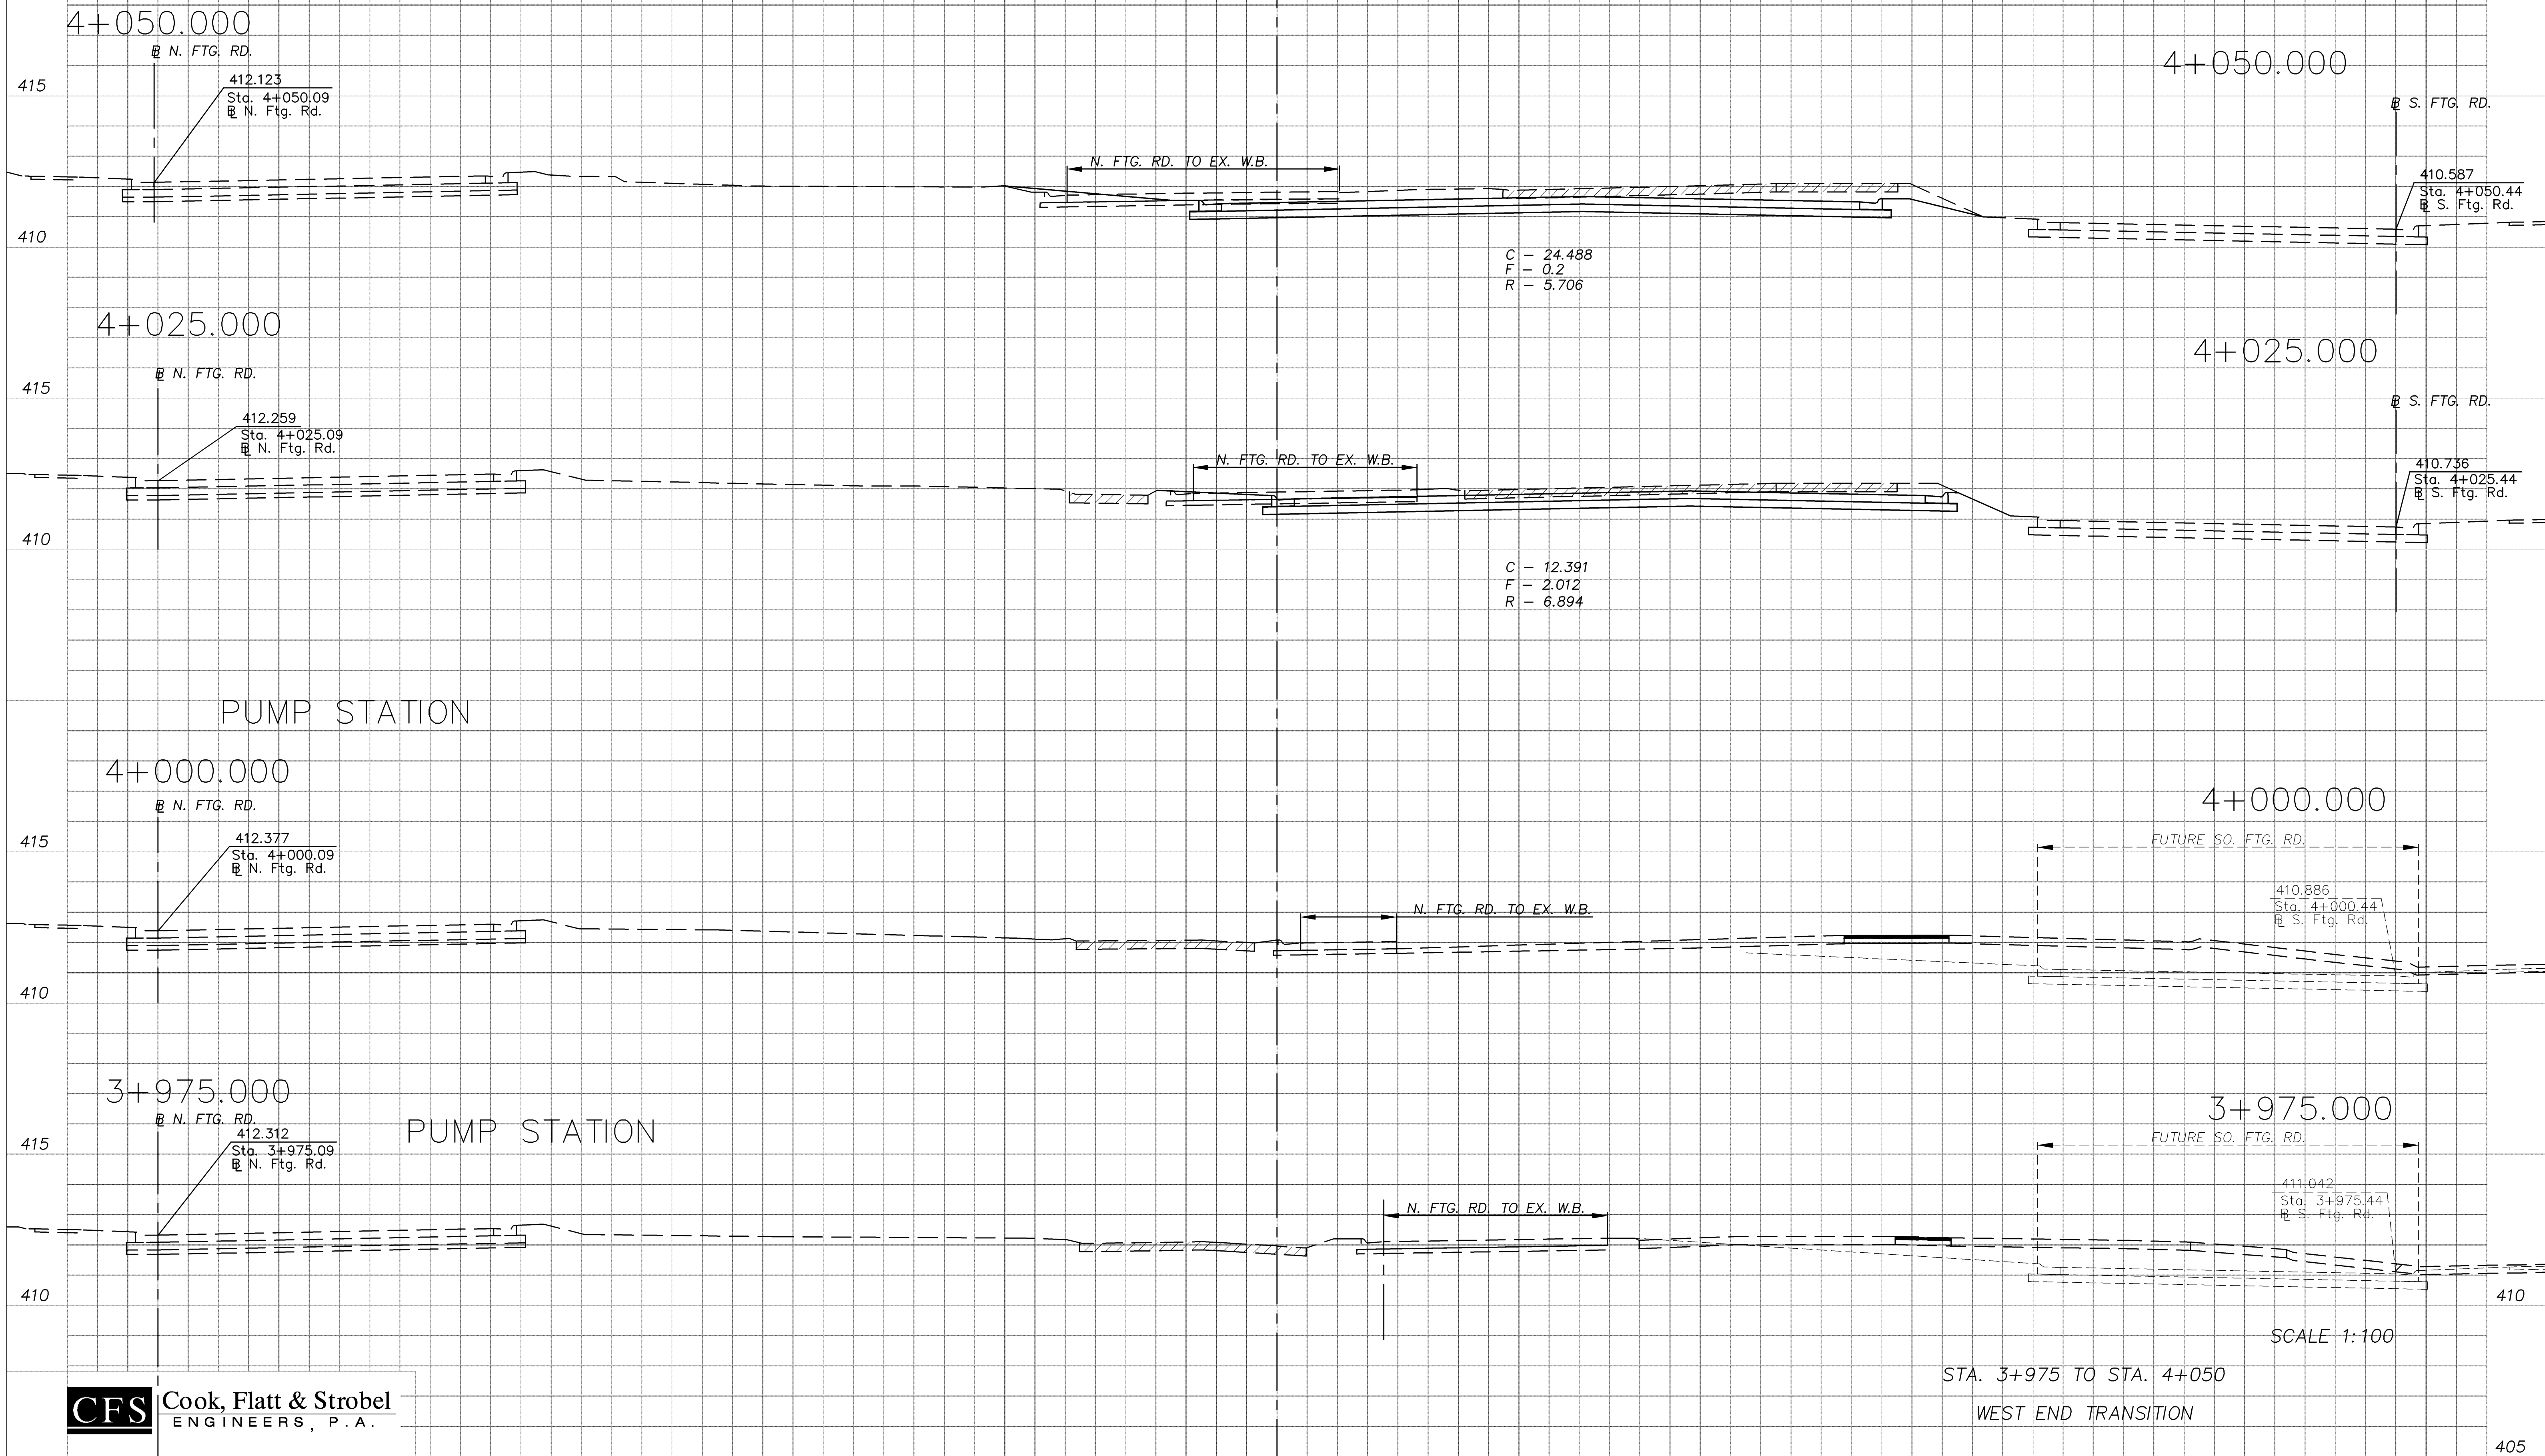 4+050.000
℄ N. FTG. RD.
412.123
Sta. 4+050.09
℄ N. Ftg. Rd.
415
N. FTG. RD. TO EX. W.B.
4+050.000
℄ S. FTG. RD.
410.587
Sta. 4+050.44
℄ S. Ftg. Rd.
410
C - 24.488
F - 0.2
R - 5.706
4+025.000
℄ N. FTG. RD.
415
412.259
Sta. 4+025.09
℄ N. Ftg. Rd.
N. FTG. RD. TO EX. W.B.
4+025.000
℄ S. FTG. RD.
410.736
Sta. 4+025.44
℄ S. Ftg. Rd.
410
C - 12.391
F - 2.012
R - 6.894
PUMP STATION
4+000.000
℄ N. FTG. RD.
415
412.377
Sta. 4+000.09
℄ N. Ftg. Rd.
N. FTG. RD. TO EX. W.B.
4+000.000
FUTURE SO. FTG. RD.
410.886
Sta. 4+000.44
℄ S. Ftg. Rd.
410
3+975.000
℄ N. FTG. RD.
PUMP STATION
415
412.312
Sta. 3+975.09
℄ N. Ftg. Rd.
N. FTG. RD. TO EX. W.B.
3+975.000
FUTURE SO. FTG. RD.
411.042
Sta. 3+975.44
℄ S. Ftg. Rd.
410
410
SCALE 1:100
STA. 3+975 TO STA. 4+050
WEST END TRANSITION
CFS Cook, Flatt & Strobel
ENGINEERS, P.A.
405